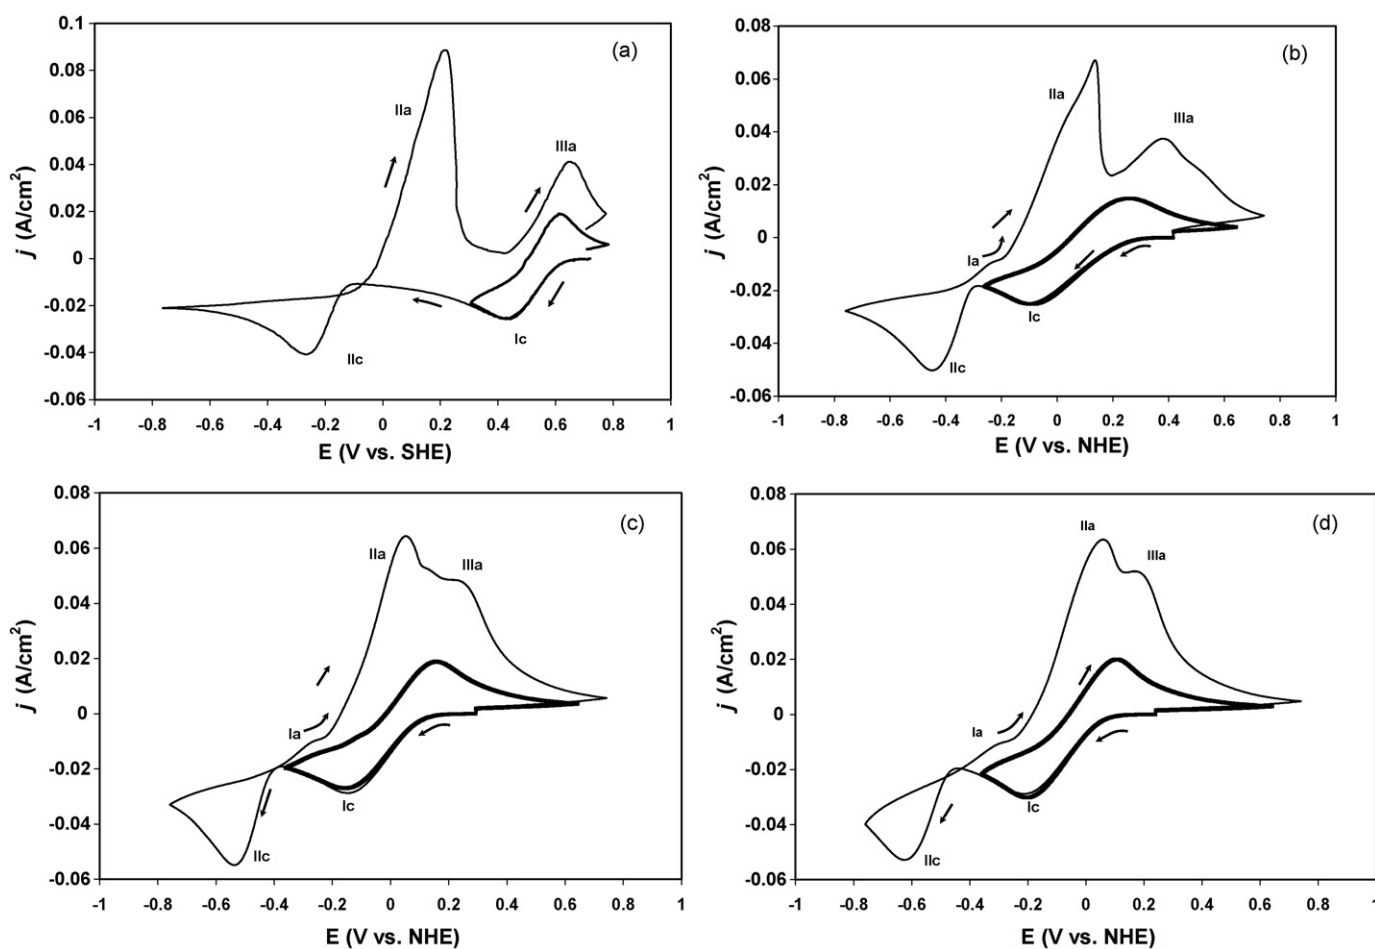 (a)
0.1
0.08
0.06
0.04
0.02
0
-0.02
-0.04
-0.06
j (A/cm²)
IIa
IIIa
Ic
IIc
-1 -0.8 -0.6 -0.4 -0.2 0 0.2 0.4 0.6 0.8 1
E (V vs. SHE)
(b)
0.08
0.06
0.04
0.02
0
-0.02
-0.04
-0.06
j (A/cm²)
IIa
IIIa
Ia
Ic
IIc
-1 -0.8 -0.6 -0.4 -0.2 0 0.2 0.4 0.6 0.8 1
E (V vs. NHE)
(c)
0.08
0.06
0.04
0.02
0
-0.02
-0.04
-0.06
j (A/cm²)
IIa
IIIa
Ia
Ic
IIc
-1 -0.8 -0.6 -0.4 -0.2 0 0.2 0.4 0.6 0.8 1
E (V vs. NHE)
(d)
0.08
0.06
0.04
0.02
0
-0.02
-0.04
-0.06
j (A/cm²)
IIa
IIIa
Ia
Ic
IIc
-1 -0.8 -0.6 -0.4 -0.2 0 0.2 0.4 0.6 0.8 1
E (V vs. NHE)